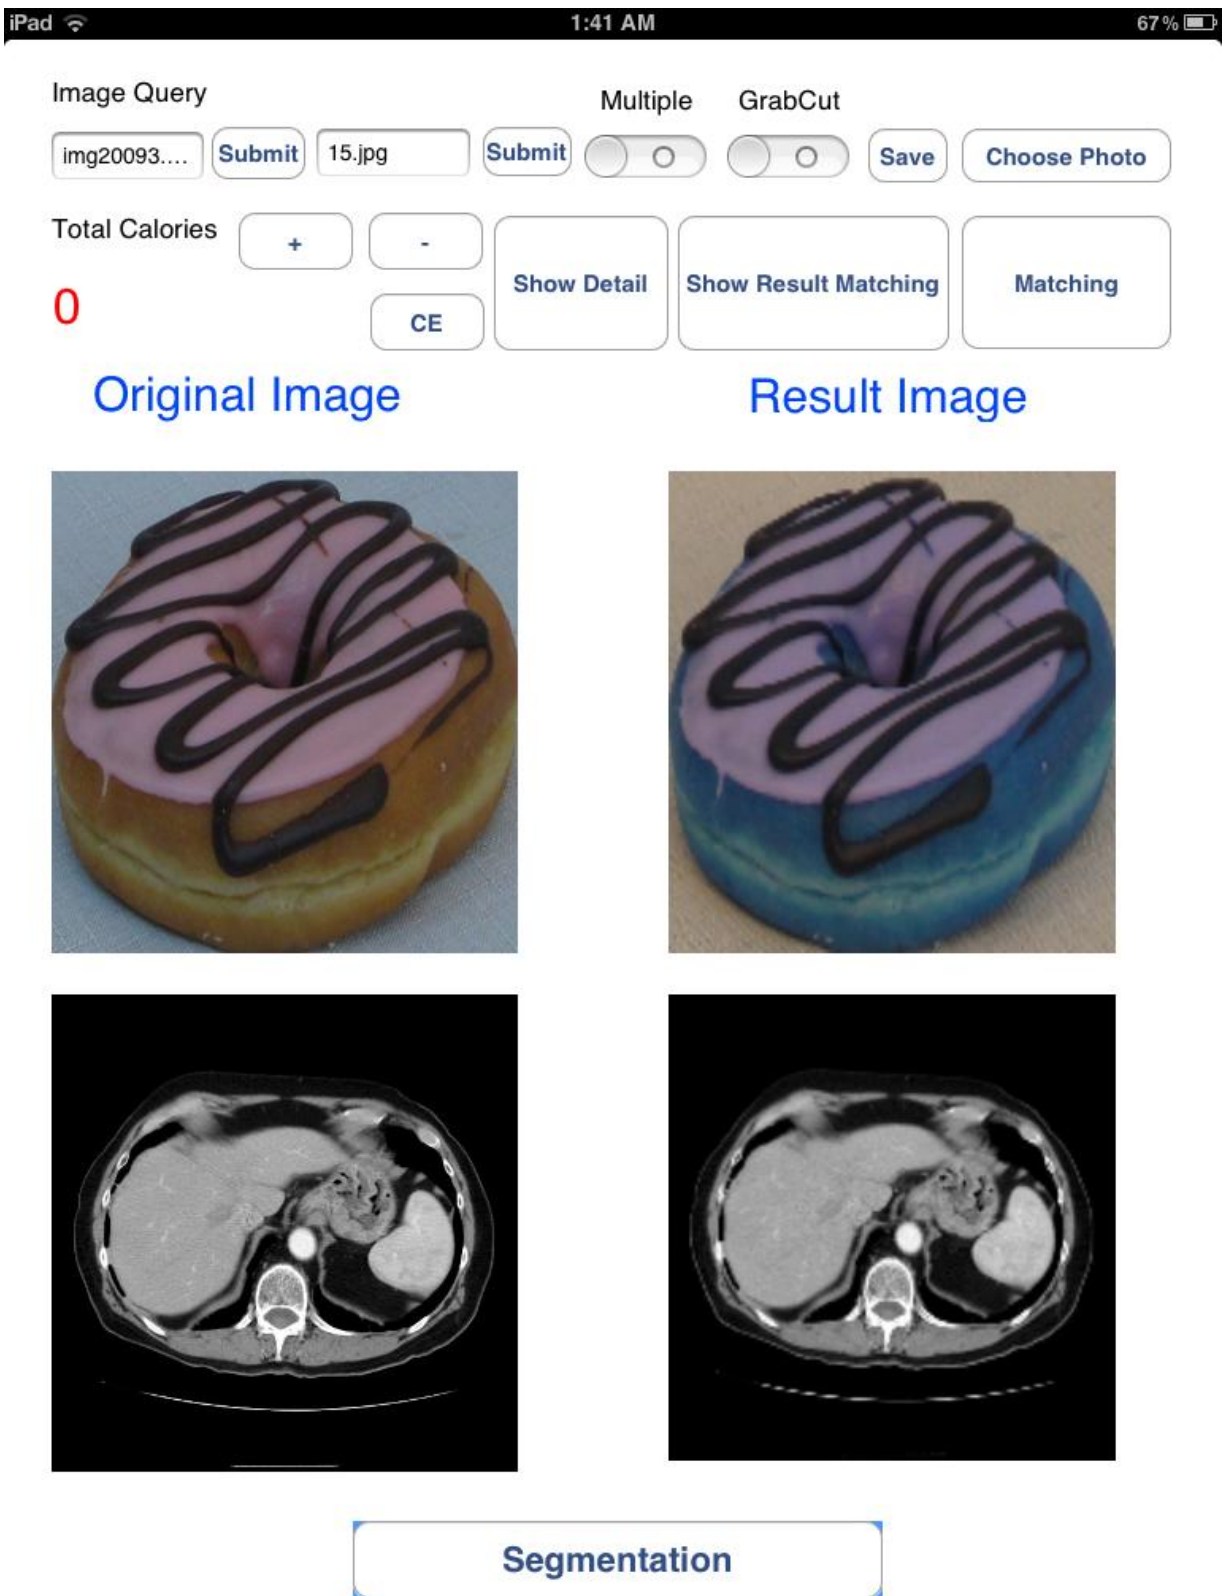 iPad 1:41 AM 67%
Image Query Multiple GrabCut
img20093.... Submit 15.jpg Submit Save Choose Photo
Total Calories + - Show Detail Show Result Matching Matching
0 CE
Original Image Result Image
Segmentation